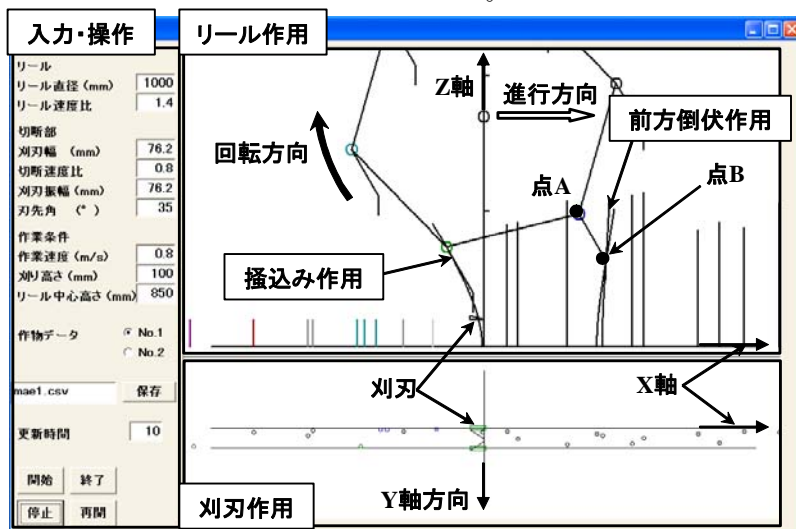 入力・操作
リール作用
リール
リール直径 (mm) 1000
リール速度比 1.4
切断部
刈刃幅 (mm) 76.2
切断速度比 0.8
刈刃振幅 (mm) 76.2
刃先角 (°) 35
作業条件
作業速度 (m/s) 0.8
刈り高さ (mm) 100
リール中心高さ (mm) 850
作物データ No.1
No.2
mae1.csv 保存
更新時間 10
開始 終了
停止 再開
Z軸
進行方向
前方倒伏作用
回転方向
点A
点B
掻込み作用
刈刃
X軸
Y軸方向
刈刃作用